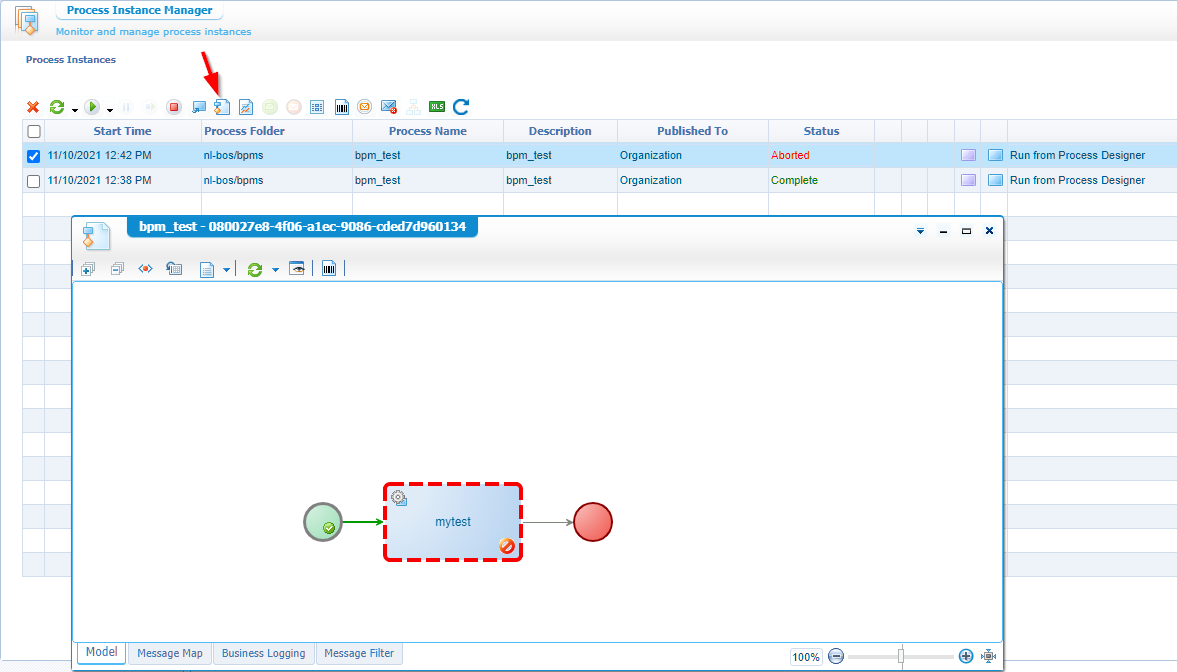 Process Instance Manager
Monitor and manage process instances
Process Instances
XLS
Start Time Process Folder Process Name Description Published To Status
11/10/2021 12:42 PM nl-bos/bpms bpm_test bpm_test Organization Aborted Run from Process Designer
11/10/2021 12:38 PM nl-bos/bpms bpm_test bpm_test Organization Complete Run from Process Designer
bpm_test - 080027e8-4f06-a1ec-9086-cded7d960134
mytest
Model Message Map Business Logging Message Filter 100%